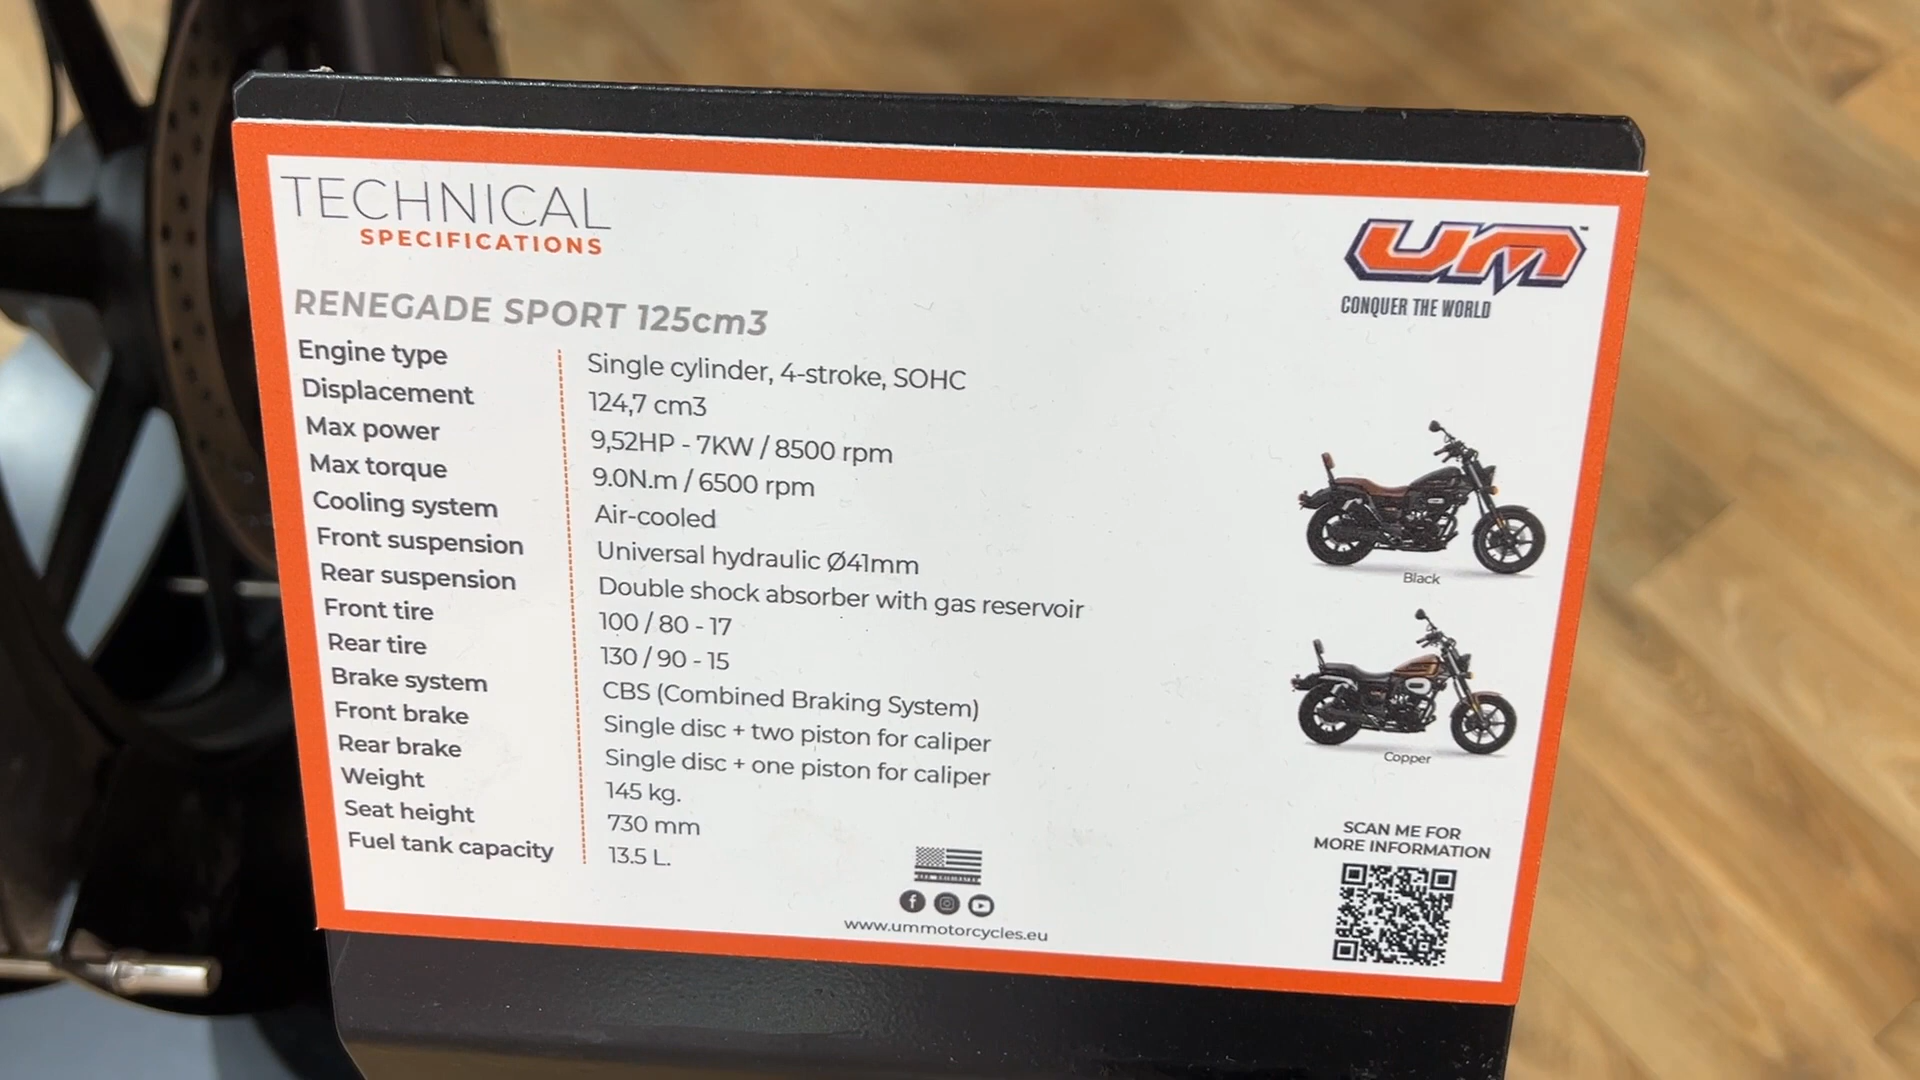 TECHNICAL
SPECIFICATIONS
UM
CONQUER THE WORLD
RENEGADE SPORT 125cm3
Engine type Single cylinder, 4-stroke, SOHC
Displacement 124,7 cm3
Max power 9,52HP - 7KW / 8500 rpm
Max torque 9.0N.m / 6500 rpm
Cooling system Air-cooled
Front suspension Universal hydraulic Ø41mm
Rear suspension Double shock absorber with gas reservoir
Front tire 100 / 80 - 17
Rear tire 130 / 90 - 15
Brake system CBS (Combined Braking System)
Front brake Single disc + two piston for caliper
Rear brake Single disc + one piston for caliper
Weight 145 kg.
Seat height 730 mm
Fuel tank capacity 13.5 L.
Black
Copper
SCAN ME FOR
MORE INFORMATION
www.ummotorcycles.eu